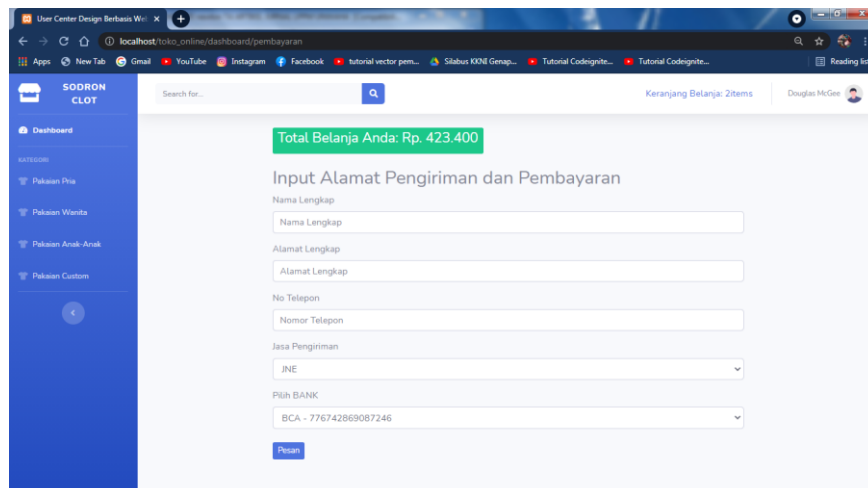 User Center Design Berbasis Wel
localhost/toko_online/dashboard/pembayaran
Apps New Tab Gmail YouTube Instagram Facebook tutorial vector pem... Silabus KKNI Genap... Tutorial Codeignite... Tutorial Codeignite... Reading list
SODRON CLOT
Search for...
Keranjang Belanja: 2items
Douglas McGee
Dashboard
KATEGORI
Pakaian Pria
Pakaian Wanita
Pakaian Anak-Anak
Pakaian Custom
Total Belanja Anda: Rp. 423.400
Input Alamat Pengiriman dan Pembayaran
Nama Lengkap
Nama Lengkap
Alamat Lengkap
Alamat Lengkap
No Telepon
Nomor Telepon
Jasa Pengiriman
JNE
Pilih BANK
BCA - 776742869087246
Pesan